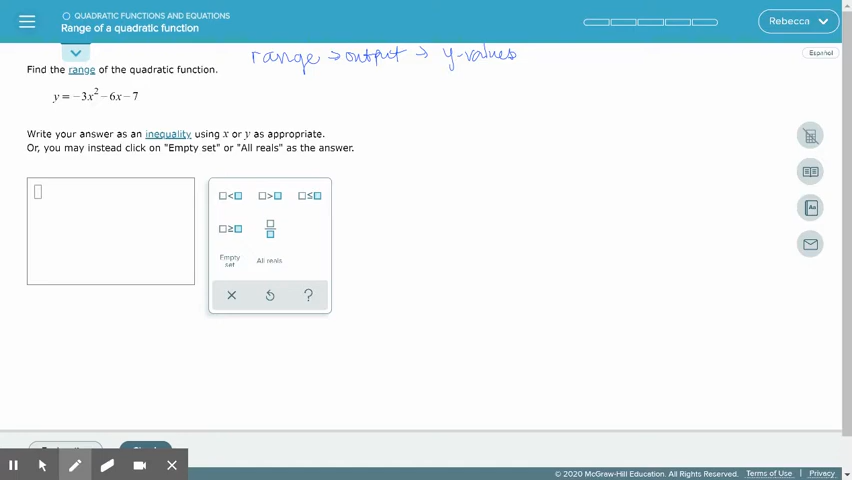 QUADRATIC FUNCTIONS AND EQUATIONS
Range of a quadratic function
Rebecca
range → output → y-values
Español
Find the range of the quadratic function.
y = −3x² − 6x − 7
Write your answer as an inequality using x or y as appropriate.
Or, you may instead click on "Empty set" or "All reals" as the answer.
□<□ □>□ □≤□
□≥□
Empty set All reals
× ?
© 2020 McGraw-Hill Education. All Rights Reserved. Terms of Use | Privacy